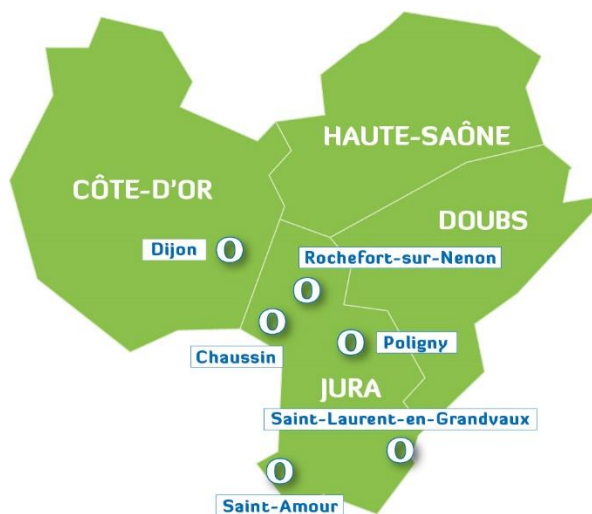 HAUTE-SAÔNE
CÔTE-D'OR
DOUBS
Dijon
Rochefort-sur-Nenon
Chaussin
Poligny
JURA
Saint-Laurent-en-Grandvaux
Saint-Amour